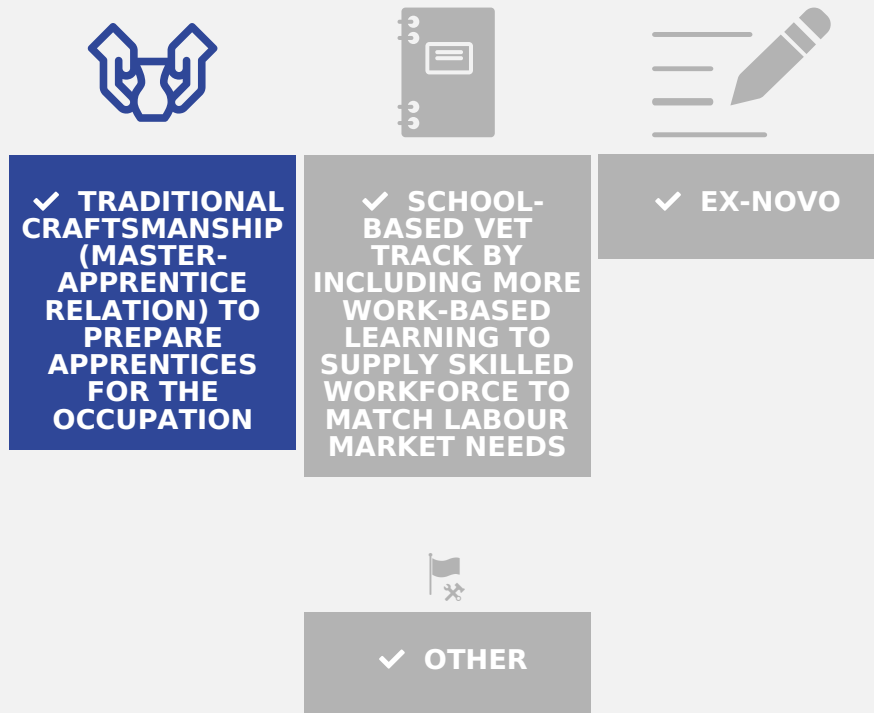 ✓ TRADITIONAL
CRAFTSMANSHIP
(MASTER-
APPRENTICE
RELATION) TO
PREPARE
APPRENTICES
FOR THE
OCCUPATION
✓ SCHOOL-
BASED VET
TRACK BY
INCLUDING MORE
WORK-BASED
LEARNING TO
SUPPLY SKILLED
WORKFORCE TO
MATCH LABOUR
MARKET NEEDS
✓ EX-NOVO
✓ OTHER